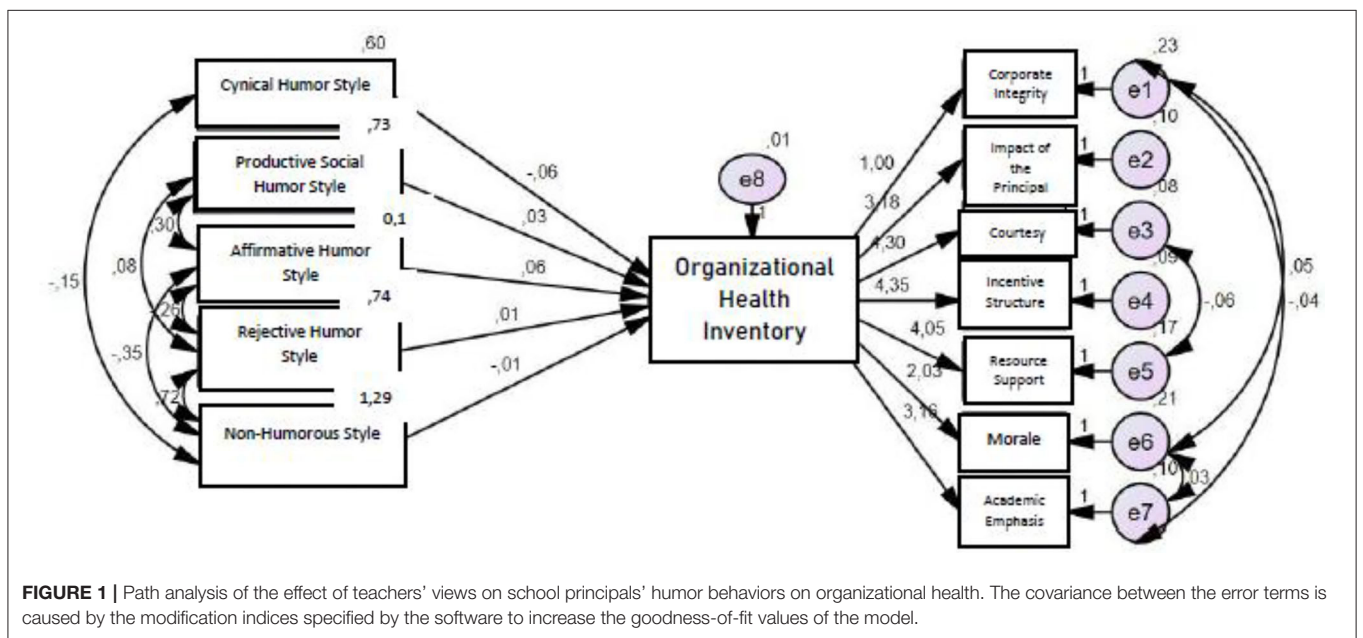 ,60
Cynical Humor Style
,73
Productive Social
Humor Style
0,1
Affirmative Humor
Style
,74
Rejective Humor
Style
1,29
Non-Humorous Style
,30
,08
-,15
,26
-,35
,72
-,06
,03
,06
,01
-,01
,01
e8
1
Organizational
Health
Inventory
1,00
3,18
4,30
4,35
4,05
2,03
3,16
Corporate
Integrity
1
e1
,23
Impact of
the
Principal
1
e2
,10
Courtesy
1
e3
,08
Incentive
Structure
1
e4
,09
Resource
Support
1
e5
,17
Morale
1
e6
,21
Academic
Emphasis
1
e7
,10
,05
-,04
-,06
,03
FIGURE 1 | Path analysis of the effect of teachers' views on school principals' humor behaviors on organizational health. The covariance between the error terms is
caused by the modification indices specified by the software to increase the goodness-of-fit values of the model.